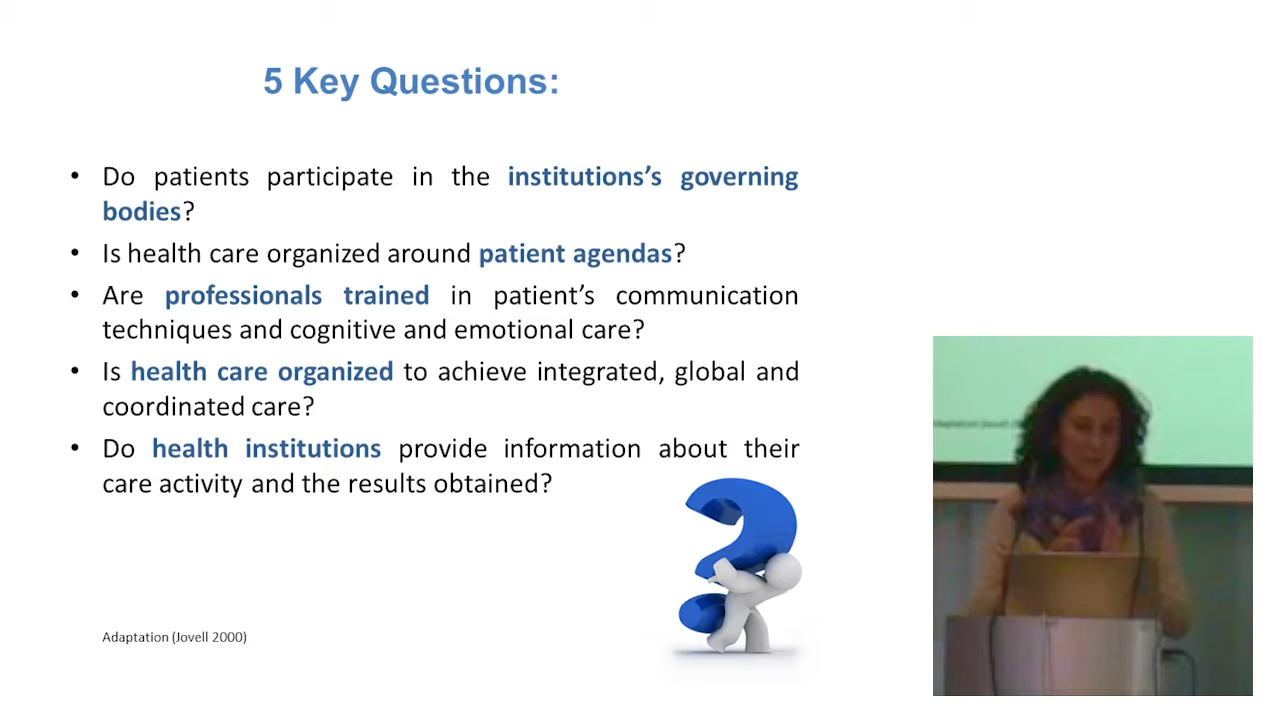 5 Key Questions:
• Do patients participate in the institutions's governing
bodies?
• Is health care organized around patient agendas?
• Are professionals trained in patient's communication
techniques and cognitive and emotional care?
• Is health care organized to achieve integrated, global and
coordinated care?
• Do health institutions provide information about their
care activity and the results obtained?
Adaptation (Jovell 2000)